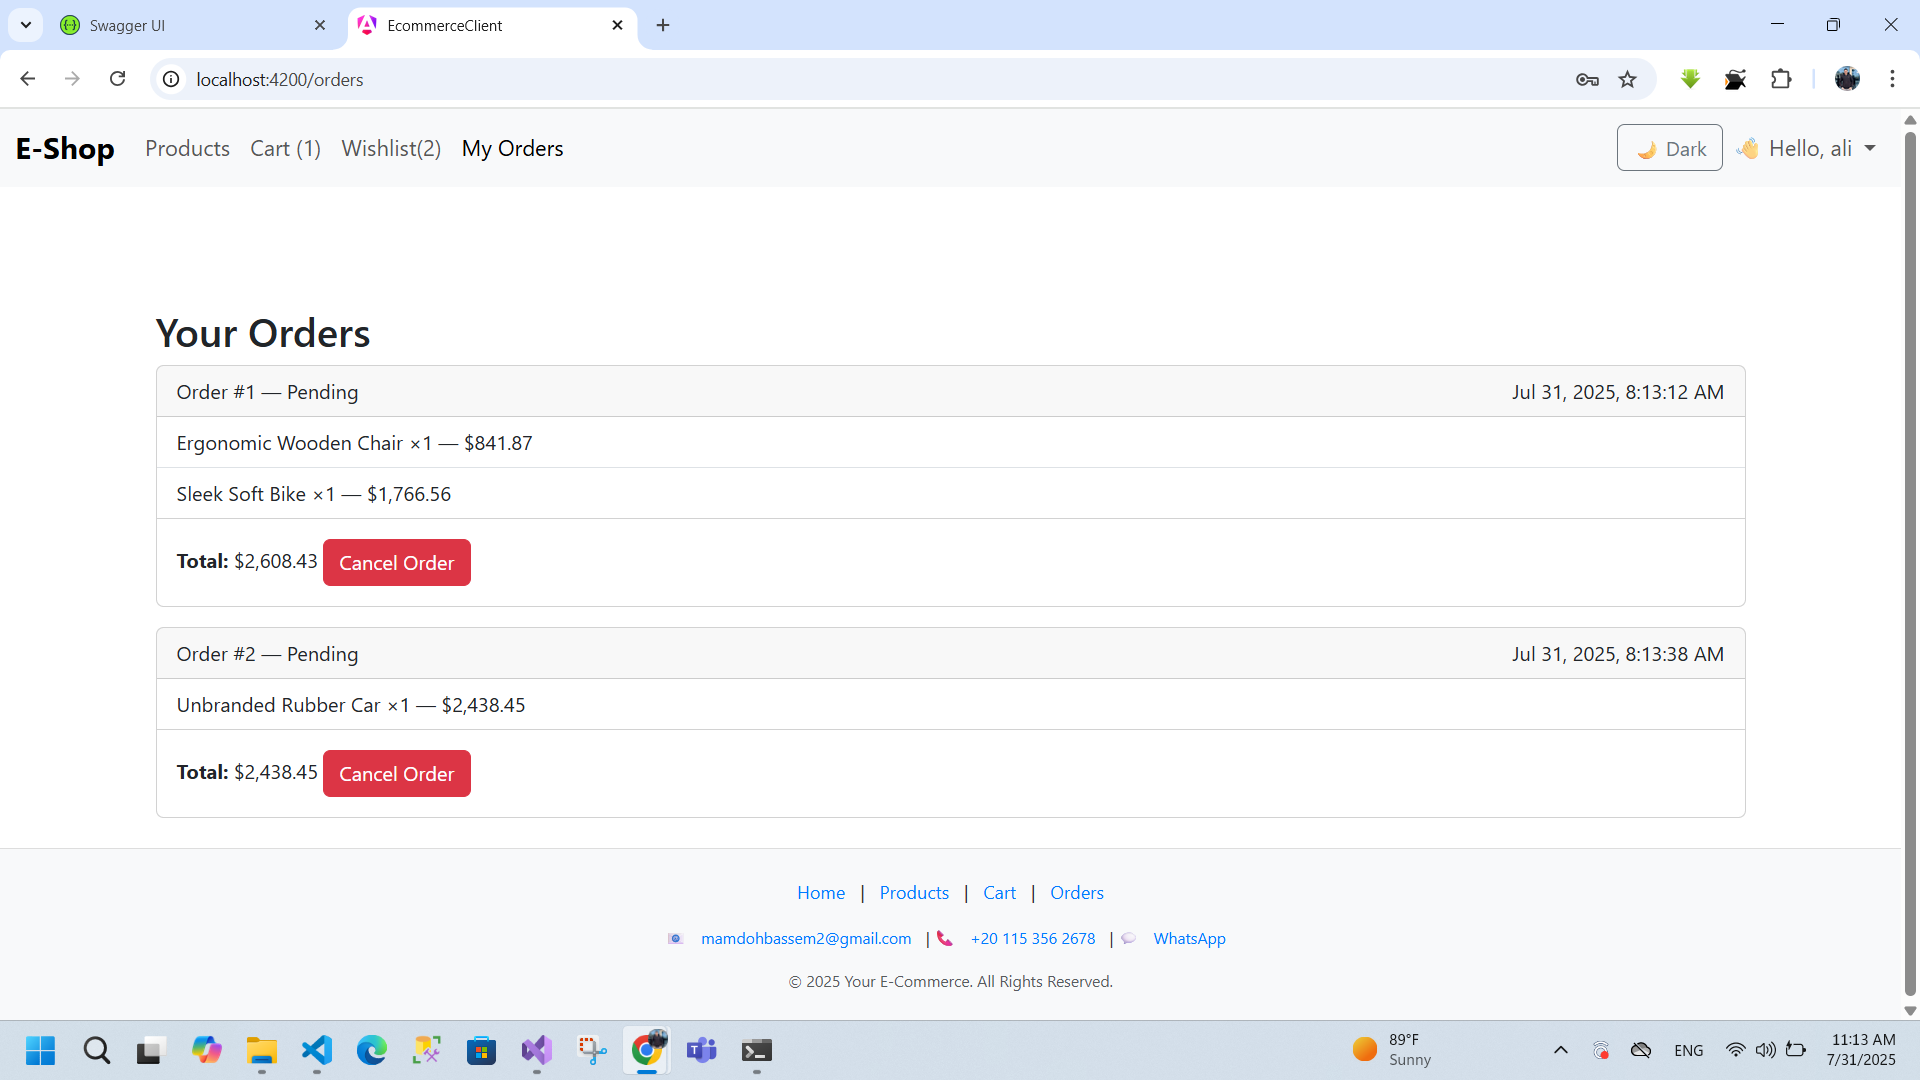 Swagger UI
EcommerceClient
localhost:4200/orders
E-Shop Products Cart (1) Wishlist(2) My Orders Dark Hello, ali
Your Orders
Order #1 — Pending Jul 31, 2025, 8:13:12 AM
Ergonomic Wooden Chair ×1 — $841.87
Sleek Soft Bike ×1 — $1,766.56
Total: $2,608.43 Cancel Order
Order #2 — Pending Jul 31, 2025, 8:13:38 AM
Unbranded Rubber Car ×1 — $2,438.45
Total: $2,438.45 Cancel Order
Home | Products | Cart | Orders
mamdohbassem2@gmail.com | +20 115 356 2678 | WhatsApp
© 2025 Your E-Commerce. All Rights Reserved.
89°F
Sunny
ENG
11:13 AM
7/31/2025